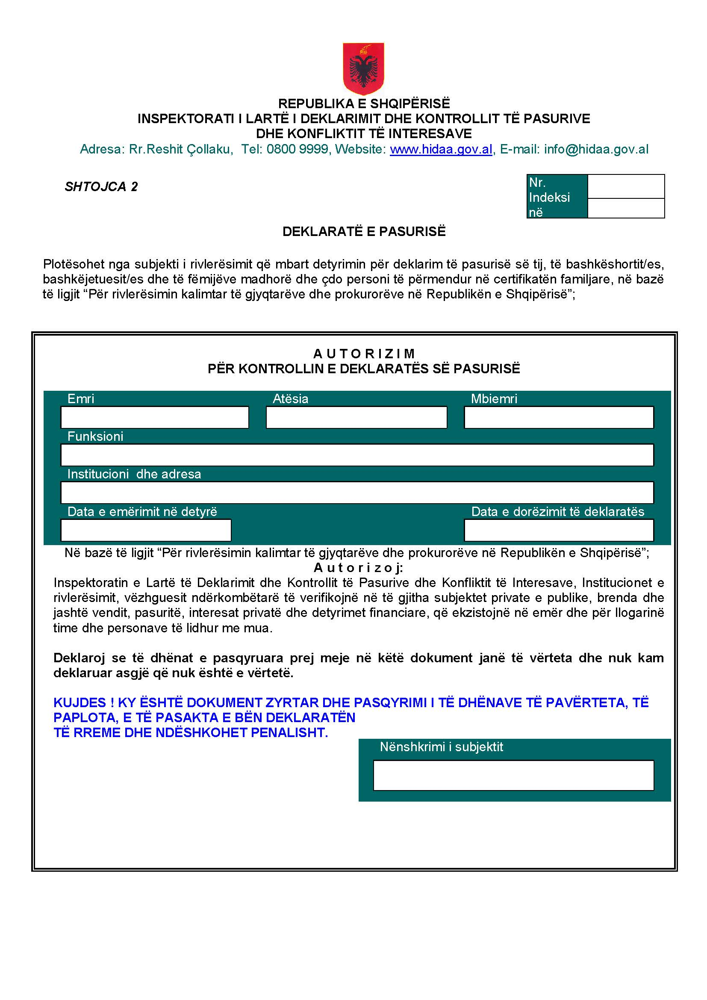 REPUBLIKA E SHQIPËRISË
INSPEKTORATI I LARTË I DEKLARIMIT DHE KONTROLLIT TË PASURIVE
DHE KONFLIKTIT TË INTERESAVE
Adresa: Rr.Reshit Çollaku, Tel: 0800 9999, Website: www.hidaa.gov.al, E-mail: info@hidaa.gov.al
SHTOJCA 2
Nr.
Indeksi
në
DEKLARATË E PASURISË
Plotësohet nga subjekti i rivlerësimit që mbart detyrimin për deklarim të pasurisë së tij, të bashkëshortit/es,
bashkëjetuesit/es dhe të fëmijëve madhorë dhe çdo personi të përmendur në certifikatën familjare, në bazë
të ligjit “Për rivlerësimin kalimtar të gjyqtarëve dhe prokurorëve në Republikën e Shqipërisë”;
A U T O R I Z I M
PËR KONTROLLIN E DEKLARATËS SË PASURISË
Emri Atësia Mbiemri
Funksioni
Institucioni dhe adresa
Data e emërimit në detyrë Data e dorëzimit të deklaratës
Në bazë të ligjit “Për rivlerësimin kalimtar të gjyqtarëve dhe prokurorëve në Republikën e Shqipërisë”;
A u t o r i z o j:
Inspektoratin e Lartë të Deklarimit dhe Kontrollit të Pasurive dhe Konfliktit të Interesave, Institucionet e
rivlerësimit, vëzhguesit ndërkombëtarë të verifikojnë në të gjitha subjektet private e publike, brenda dhe
jashtë vendit, pasuritë, interesat privatë dhe detyrimet financiare, që ekzistojnë në emër dhe për llogarinë
time dhe personave të lidhur me mua.
Deklaroj se të dhënat e pasqyruara prej meje në këtë dokument janë të vërteta dhe nuk kam
deklaruar asgjë që nuk është e vërtetë.
KUJDES ! KY ËSHTË DOKUMENT ZYRTAR DHE PASQYRIMI I TË DHËNAVE TË PAVËRTETA, TË
PAPLOTA, E TË PASAKTA E BËN DEKLARATËN
TË RREME DHE NDËSHKOHET PENALISHT.
Nënshkrimi i subjektit